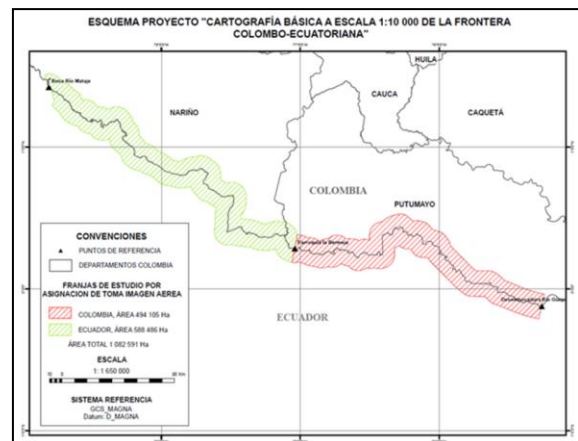 ESQUEMA PROYECTO "CARTOGRAFÍA BÁSICA A ESCALA 1:10 000 DE LA FRONTERA
COLOMBO-ECUATORIANA"
HUILA
CAUCA
CAQUETÁ
NARIÑO
COLOMBIA
PUTUMAYO
ECUADOR
CONVENCIONES
PUNTOS DE REFERENCIA
DEPARTAMENTOS COLOMBIA
FRANJAS DE ESTUDIO POR
ASIGNACION DE TOMA IMAGEN AEREA
COLOMBIA, ÁREA 494 105 Ha
ECUADOR, ÁREA 588 486 Ha
ÁREA TOTAL 1 082 591 Ha
ESCALA
1: 1 650 000
SISTEMA REFERENCIA
GCS_MAGNA
Datum: D_MAGNA